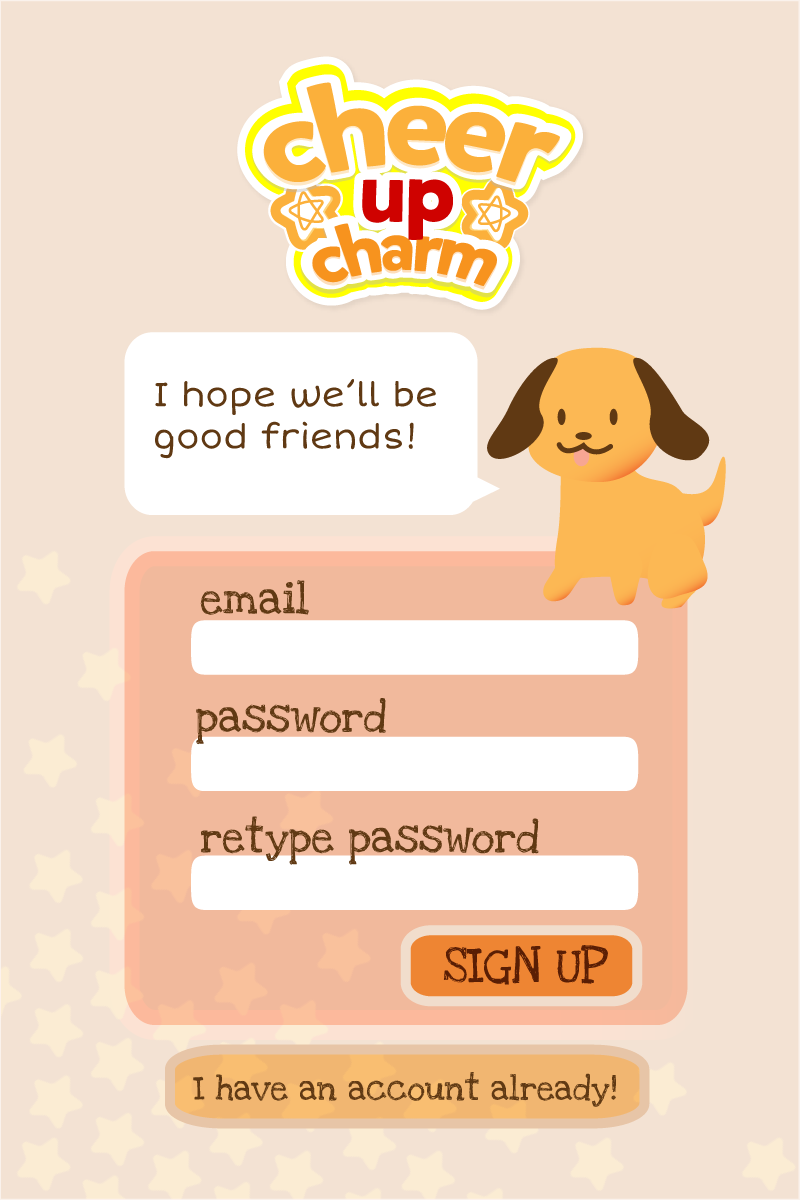 cheer
up
charm
I hope we'll be
good friends!
email
password
retype password
SIGN UP
I have an account already!